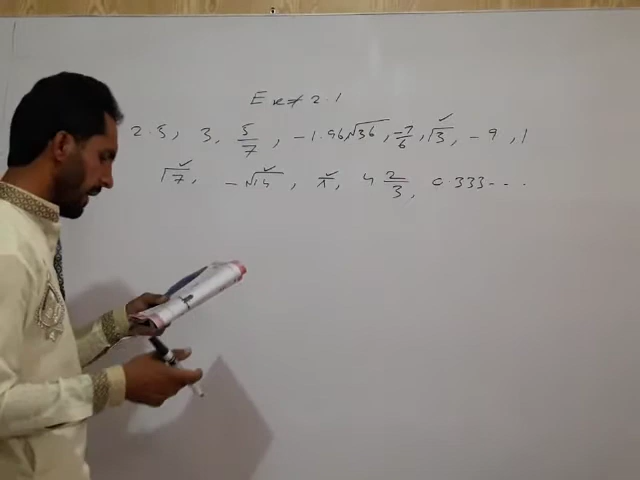 Ex # 2.1
2.5, 3, 5/7, -1.96 √36, -7/6, √3 ✓, -9, 1
√7 ✓, -√14 ✓, π ✓, 4 2/3, 0.333...